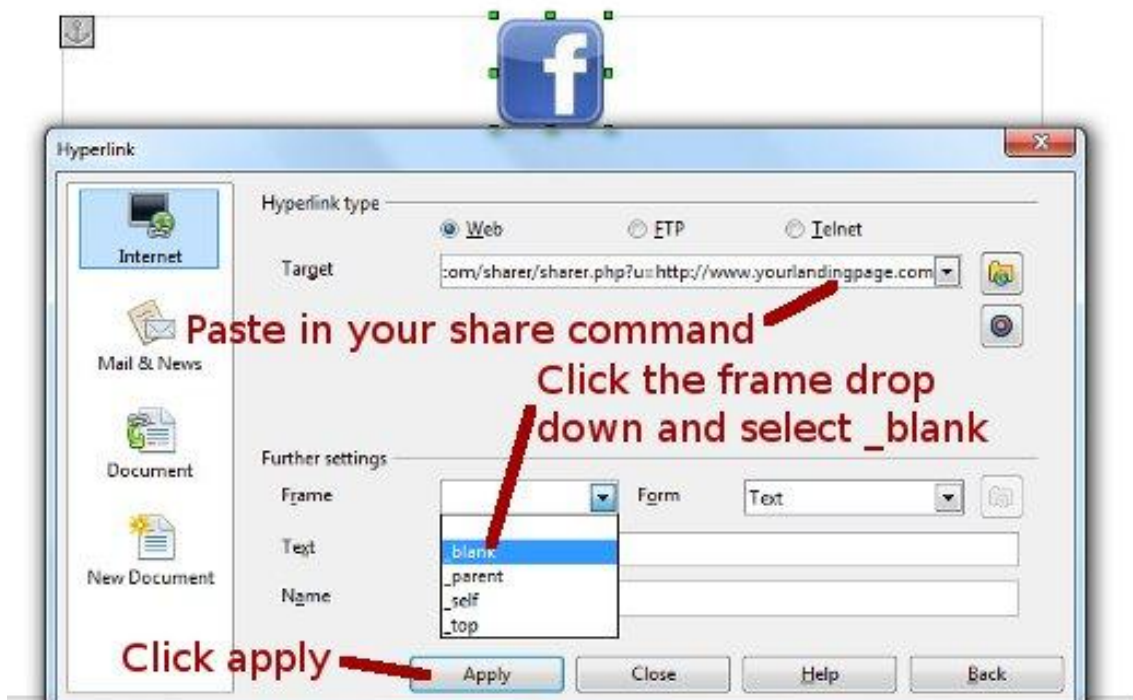 f
Hyperlink
X
Hyperlink type
Web FTP Telnet
Internet
Target :om/sharer/sharer.php?u=http://www.yourlandingpage.com
Paste in your share command
Mail & News
Click the frame drop
down and select _blank
Document
Further settings
Frame Form Text
_blank
Text
New Document
_parent
Name
_self
_top
Click apply
Apply Close Help Back